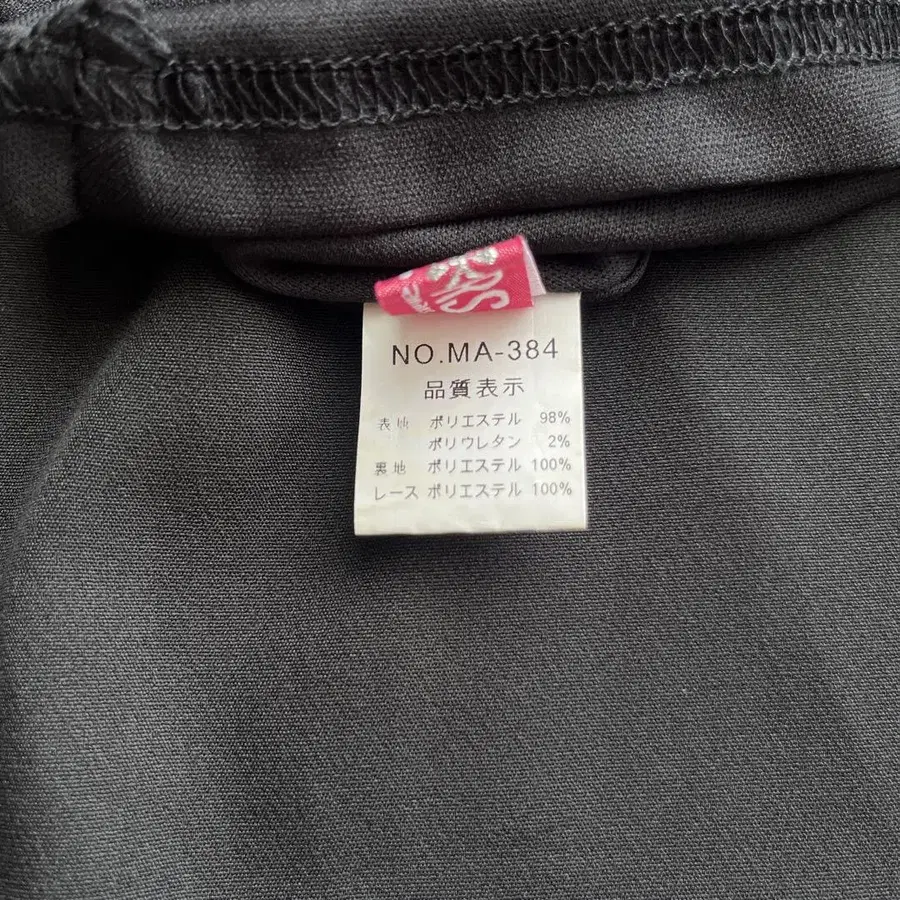 RS
NO.MA-384
品質表示
表地 ポリエステル 98%
ポリウレタン 2%
裏地 ポリエステル 100%
レース ポリエステル 100%